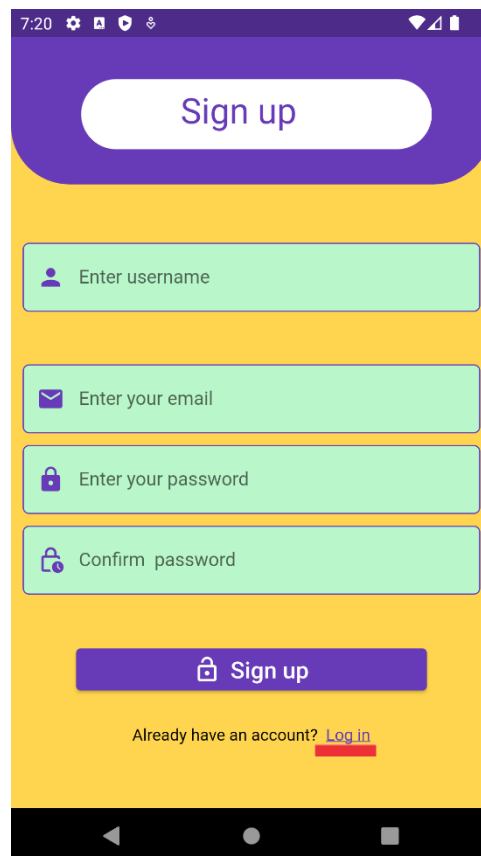 7:20
Sign up
Enter username
Enter your email
Enter your password
Confirm  password
Sign up
Already have an account? Log in